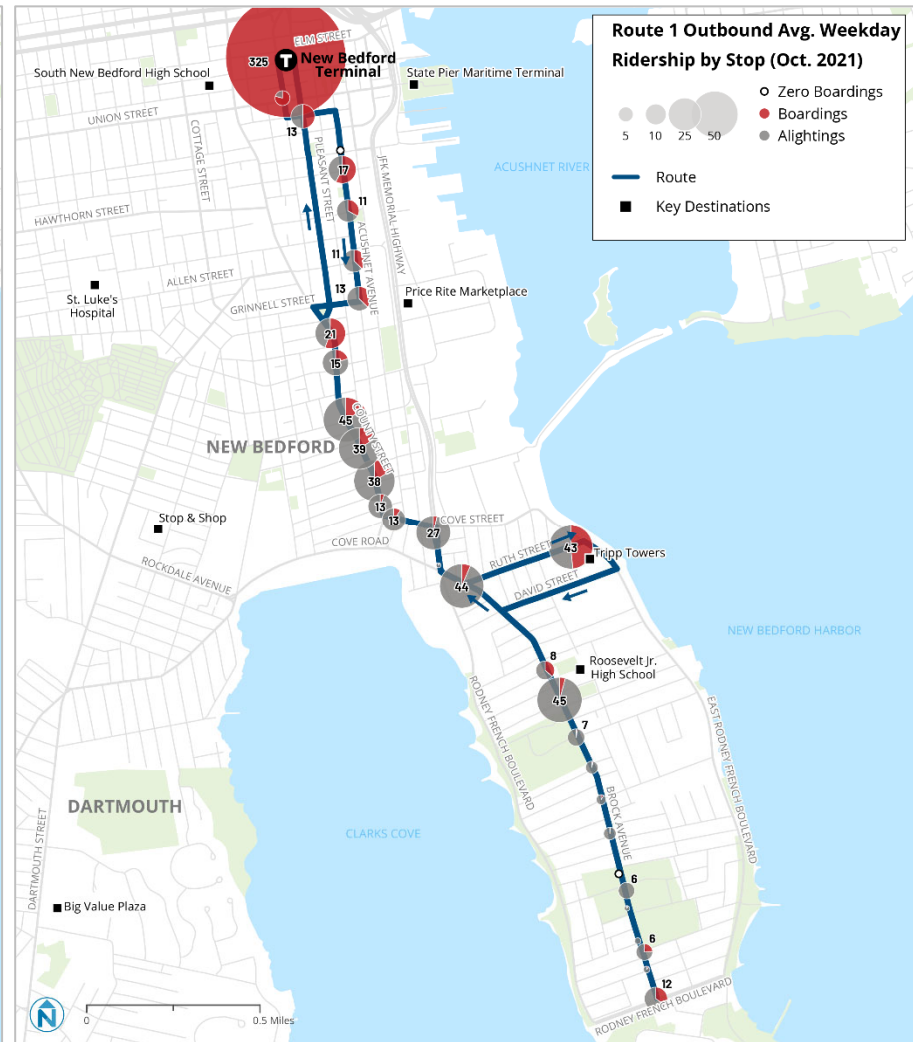 Route 1 Outbound Avg. Weekday
Ridership by Stop (Oct. 2021)
5
10
25
50
Zero Boardings
Boardings
Alightings
Route
Key Destinations
ELM STREET
325
T
New Bedford
Terminal
South New Bedford High School
State Pier Maritime Terminal
UNION STREET
13
COTTAGE STREET
PLEASANT STREET
JFK MEMORIAL HIGHWAY
ACUSHNET RIVER
17
11
HAWTHORN STREET
ACUSHNET AVENUE
11
ALLEN STREET
St. Luke's
Hospital
13
Price Rite Marketplace
GRINNELL STREET
21
15
45
COUNTY STREET
NEW BEDFORD
39
38
13
13
Stop & Shop
COVE STREET
27
COVE ROAD
ROCKDALE AVENUE
RUTH STREET
43
Tripp Towers
44
DAVID STREET
NEW BEDFORD HARBOR
8
Roosevelt Jr.
High School
45
RODNEY FRENCH BOULEVARD
EAST RODNEY FRENCH BOULEVARD
7
BROCK AVENUE
DARTMOUTH
CLARKS COVE
DARTMOUTH STREET
6
Big Value Plaza
6
12
RODNEY FRENCH BOULEVARD
N
0
0.5 Miles